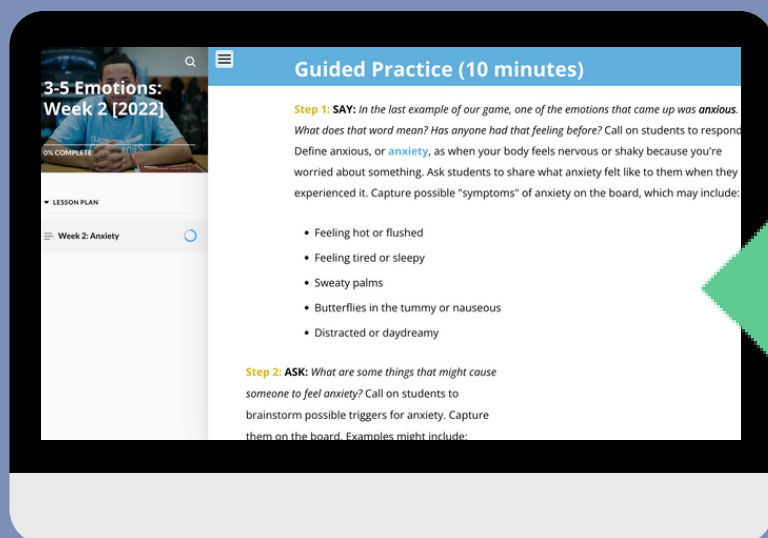 3-5 Emotions:
Week 2 [2022]
0% COMPLETE
LESSON PLAN
Week 2: Anxiety
Guided Practice (10 minutes)
Step 1: SAY: In the last example of our game, one of the emotions that came up was anxious.
What does that word mean? Has anyone had that feeling before? Call on students to respond
Define anxious, or anxiety, as when your body feels nervous or shaky because you're
worried about something. Ask students to share what anxiety felt like to them when they
experienced it. Capture possible "symptoms" of anxiety on the board, which may include:
• Feeling hot or flushed
• Feeling tired or sleepy
• Sweaty palms
• Butterflies in the tummy or nauseous
• Distracted or daydreamy
Step 2: ASK: What are some things that might cause
someone to feel anxiety? Call on students to
brainstorm possible triggers for anxiety. Capture
them on the board. Examples might include: